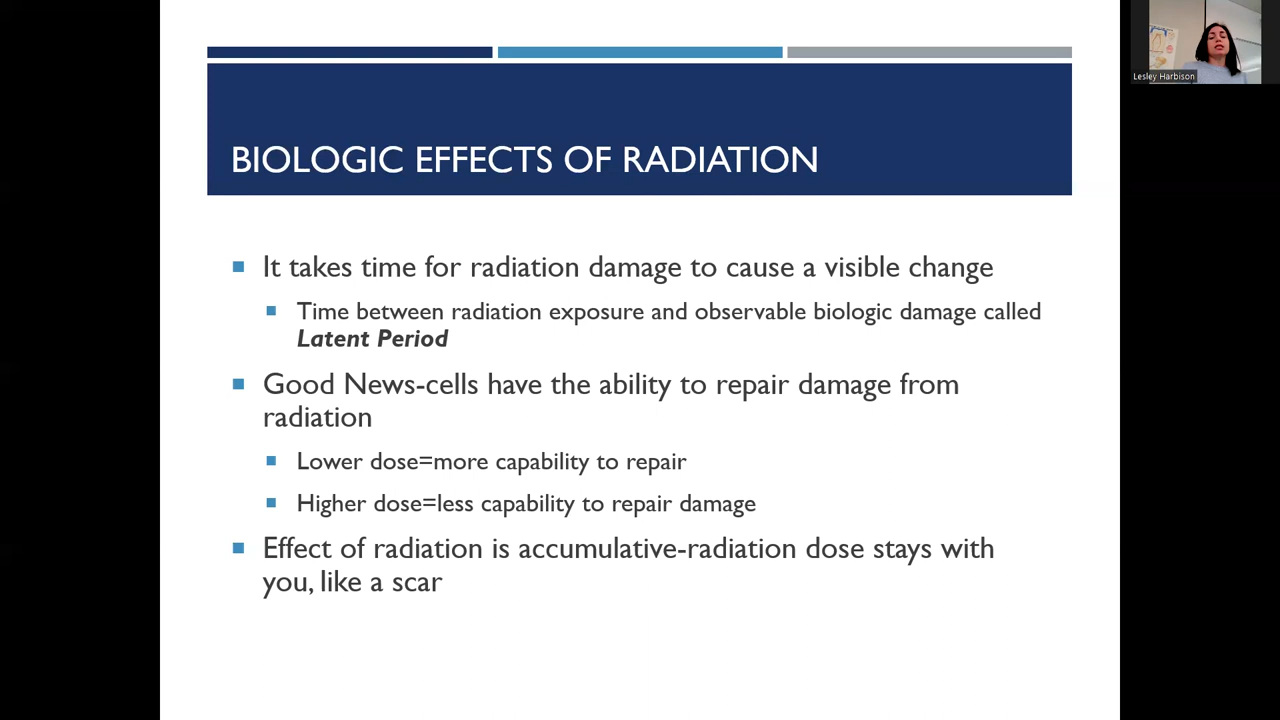 Lesley Harbison
BIOLOGIC EFFECTS OF RADIATION
It takes time for radiation damage to cause a visible change
Time between radiation exposure and observable biologic damage called
Latent Period
Good News-cells have the ability to repair damage from
radiation
Lower dose=more capability to repair
Higher dose=less capability to repair damage
Effect of radiation is accumulative-radiation dose stays with
you, like a scar